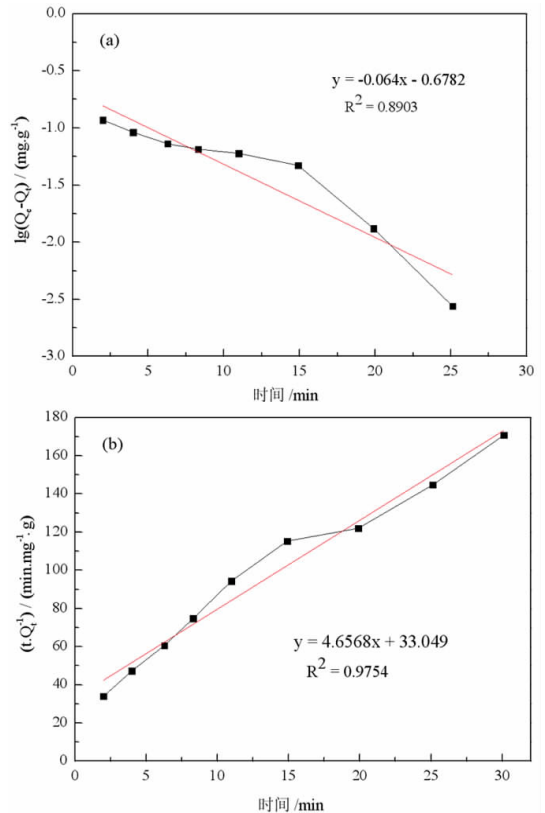 (a)
y = -0.064x - 0.6782
R² = 0.8903
lg(Qe-Qt) / (mg.g⁻¹)
0.0
-0.5
-1.0
-1.5
-2.0
-2.5
-3.0
0 5 10 15 20 25 30
时间 /min
(b)
y = 4.6568x + 33.049
R² = 0.9754
(t.Qt⁻¹) / (min.mg⁻¹· g)
180
160
140
120
100
80
60
40
20
0
0 5 10 15 20 25 30
时间 /min